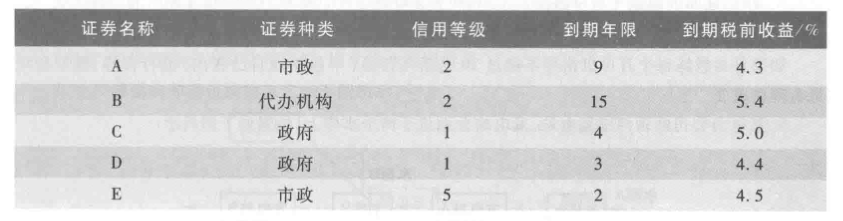 证券名称 证券种类 信用等级 到期年限 到期税前收益/%
A 市政 2 9 4.3
B 代办机构 2 15 5.4
C 政府 1 4 5.0
D 政府 1 3 4.4
E 市政 5 2 4.5